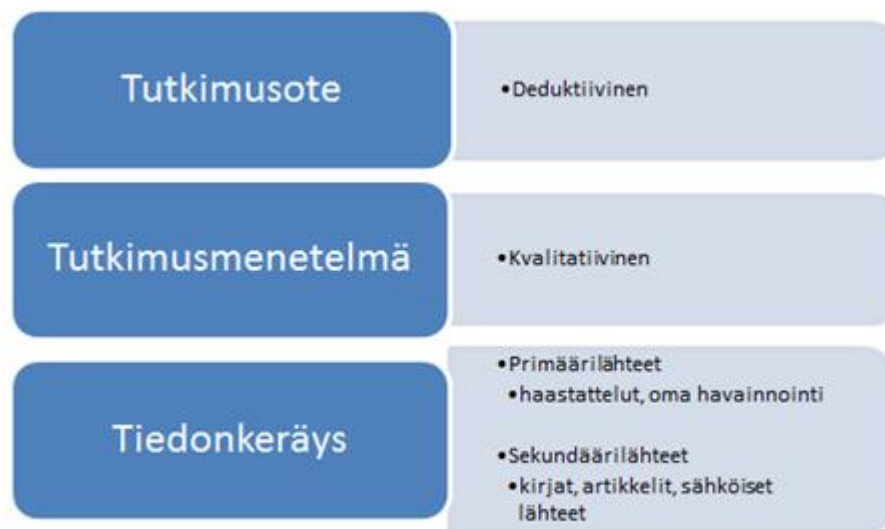 Tutkimusote
•Deduktiivinen
Tutkimusmenetelmä
•Kvalitatiivinen
Tiedonkeräys
•Primäärilähteet
•haastattelut, oma havainnointi
•Sekundäärilähteet
•kirjat, artikkelit, sähköiset
lähteet